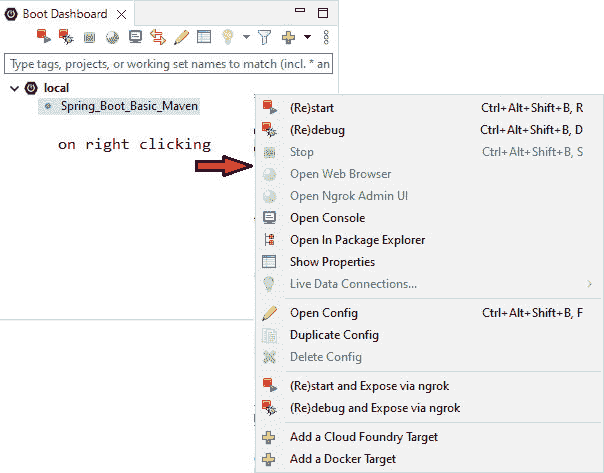 Boot Dashboard
Type tags, projects, or working set names to match (incl. * an
local
Spring_Boot_Basic_Maven
on right clicking
(Re)start Ctrl+Alt+Shift+B, R
(Re)debug Ctrl+Alt+Shift+B, D
Stop Ctrl+Alt+Shift+B, S
Open Web Browser
Open Ngrok Admin UI
Open Console
Open In Package Explorer
Show Properties
Live Data Connections...
Open Config Ctrl+Alt+Shift+B, F
Duplicate Config
Delete Config
(Re)start and Expose via ngrok
(Re)debug and Expose via ngrok
Add a Cloud Foundry Target
Add a Docker Target